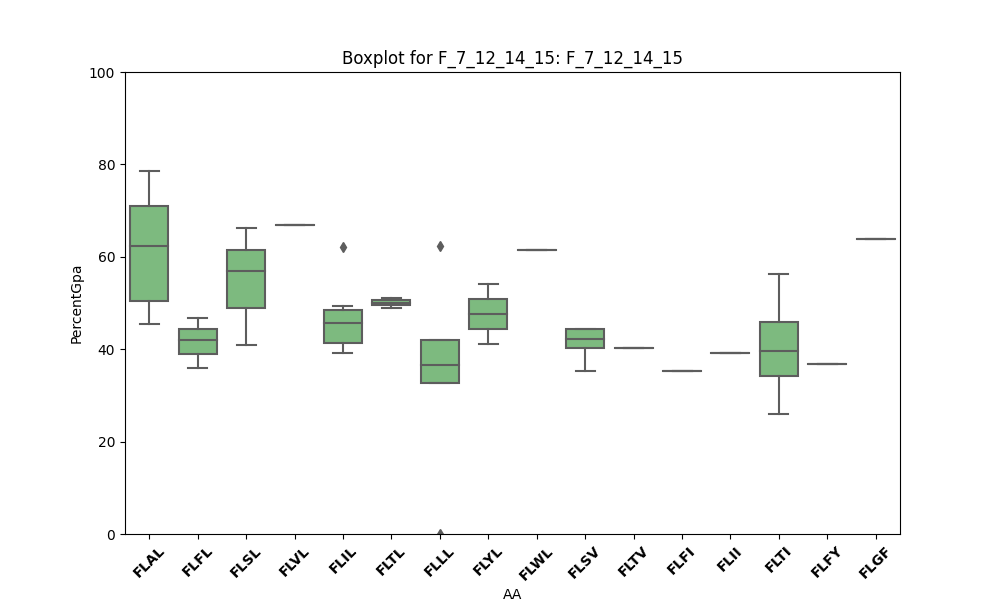 Boxplot for F_7_12_14_15: F_7_12_14_15
100
80
60
40
20
0
PercentGpa
FLAL FLFL FLSL FLVL FLIL FLTL FLLL FLYL FLWL FLSV FLTV FLFI FLII FLTI FLFY FLGF
AA